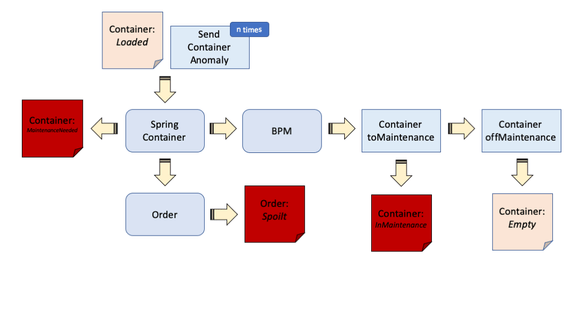 Container:
Loaded
Send
Container
Anomaly
n times
Container:
MaintenanceNeeded
Spring
Container
BPM
Container
toMaintenance
Container
offMaintenance
Order
Order:
Spoilt
Container:
InMaintenance
Container:
Empty